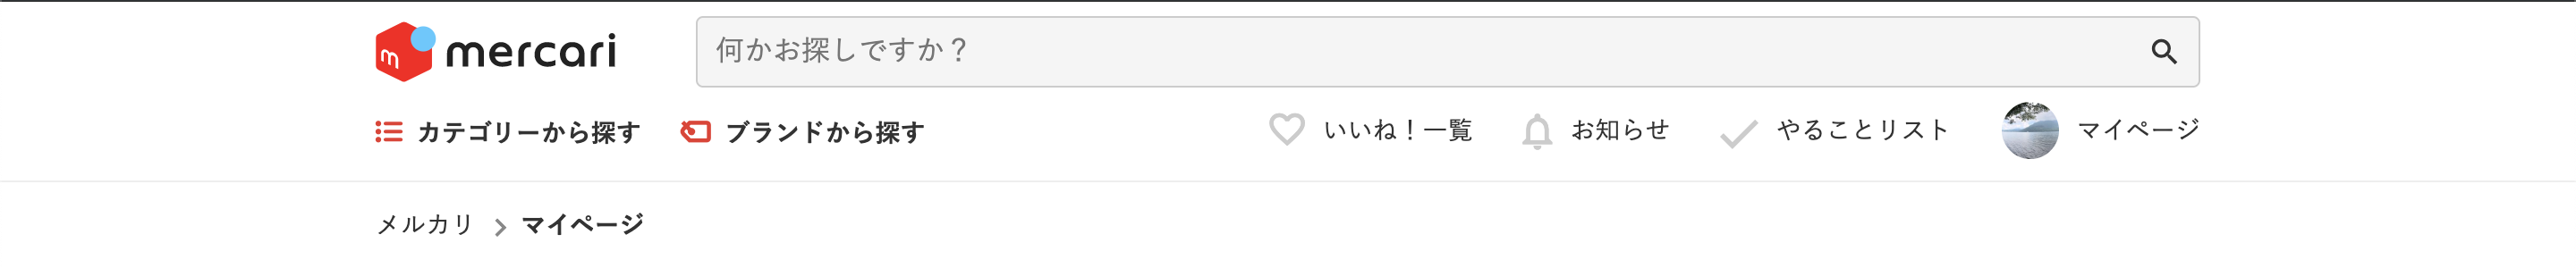 mercari
何かお探しですか？
カテゴリーから探す ブランドから探す いいね！一覧 お知らせ やることリスト マイページ
メルカリ > マイページ